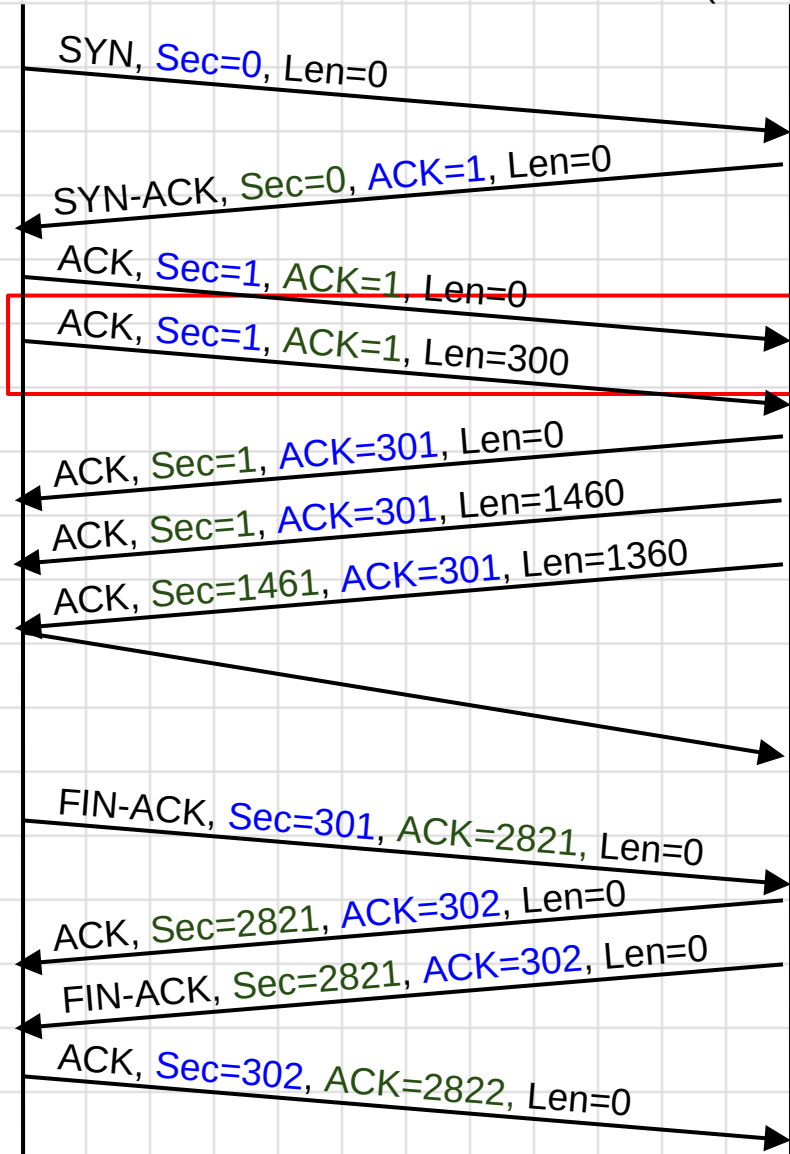 SYN, Sec=0, Len=0
SYN-ACK, Sec=0, ACK=1, Len=0
ACK, Sec=1, ACK=1, Len=0
ACK, Sec=1, ACK=1, Len=300
ACK, Sec=1, ACK=301, Len=0
ACK, Sec=1, ACK=301, Len=1460
ACK, Sec=1461, ACK=301, Len=1360
FIN-ACK, Sec=301, ACK=2821, Len=0
ACK, Sec=2821, ACK=302, Len=0
FIN-ACK, Sec=2821, ACK=302, Len=0
ACK, Sec=302, ACK=2822, Len=0